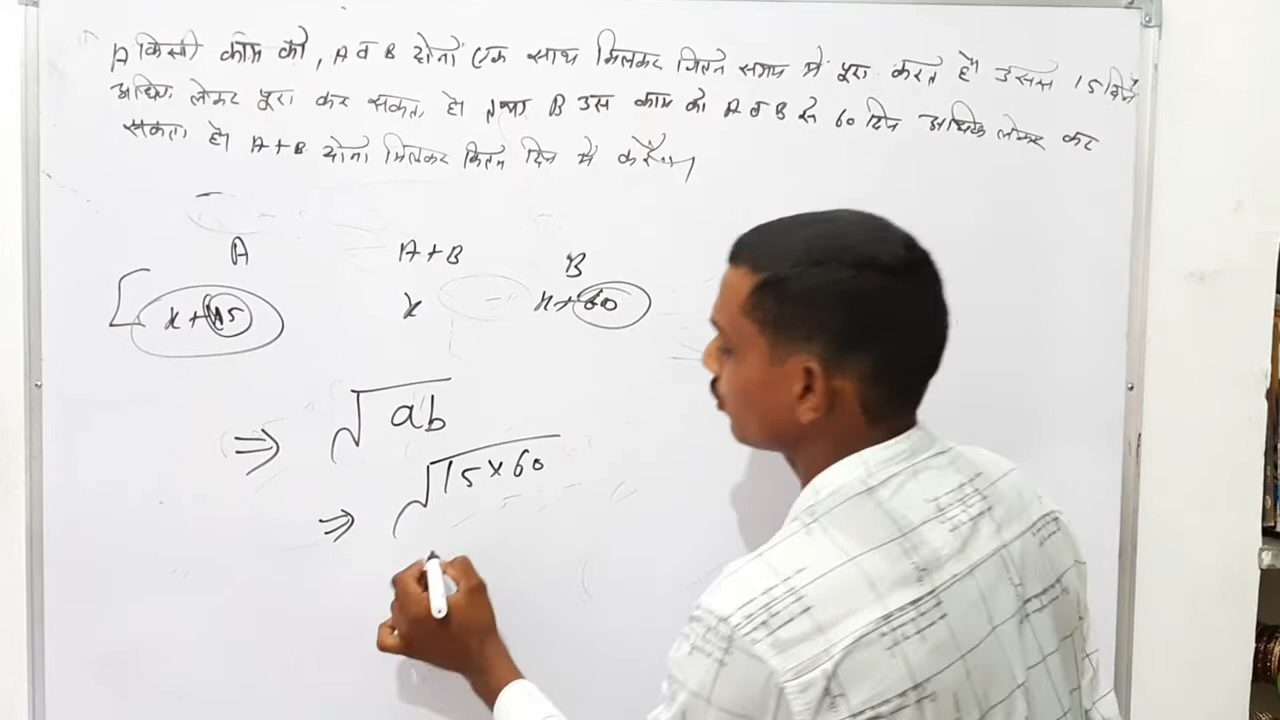 A किसी काम को, A व B दोनों एक साथ मिलकर जितने समय में पूरा करते हैं उससे 15 दिन
अधिक लेकर पूरा कर सकता है। तथा B उस काम को A व B से 60 दिन अधिक लेकर कर
सकता है। A+B दोनों मिलकर कितने दिन में करेंगे।
A A+B B
x+15 x x+60
⇒ √ab
⇒ √15×60